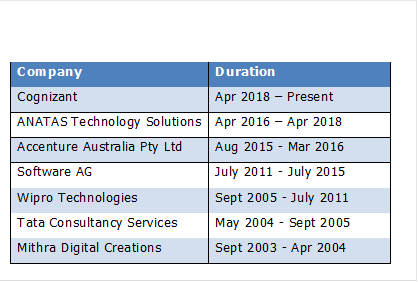 Company Duration
Cognizant Apr 2018 – Present
ANATAS Technology Solutions Apr 2016 – Apr 2018
Accenture Australia Pty Ltd Aug 2015 - Mar 2016
Software AG July 2011 - July 2015
Wipro Technologies Sept 2005 - July 2011
Tata Consultancy Services May 2004 - Sept 2005
Mithra Digital Creations Sept 2003 - Apr 2004